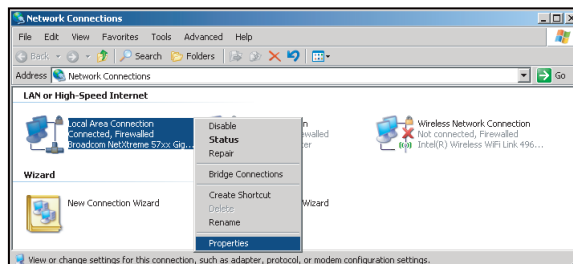 Network Connections
File Edit View Favorites Tools Advanced Help
Back Search Folders
Address Network Connections Go
LAN or High-Speed Internet
Local Area Connection
Connected, Firewalled
Broadcom NetXtreme 57xx Gig...
Disable
Status
Repair
Bridge Connections
Create Shortcut
Delete
Rename
Properties
Wireless Network Connection
Not connected, Firewalled
Intel(R) Wireless WiFi Link 496...
Wizard
New Connection Wizard
Wizard
View or change settings for this connection, such as adapter, protocol, or modem configuration settings.